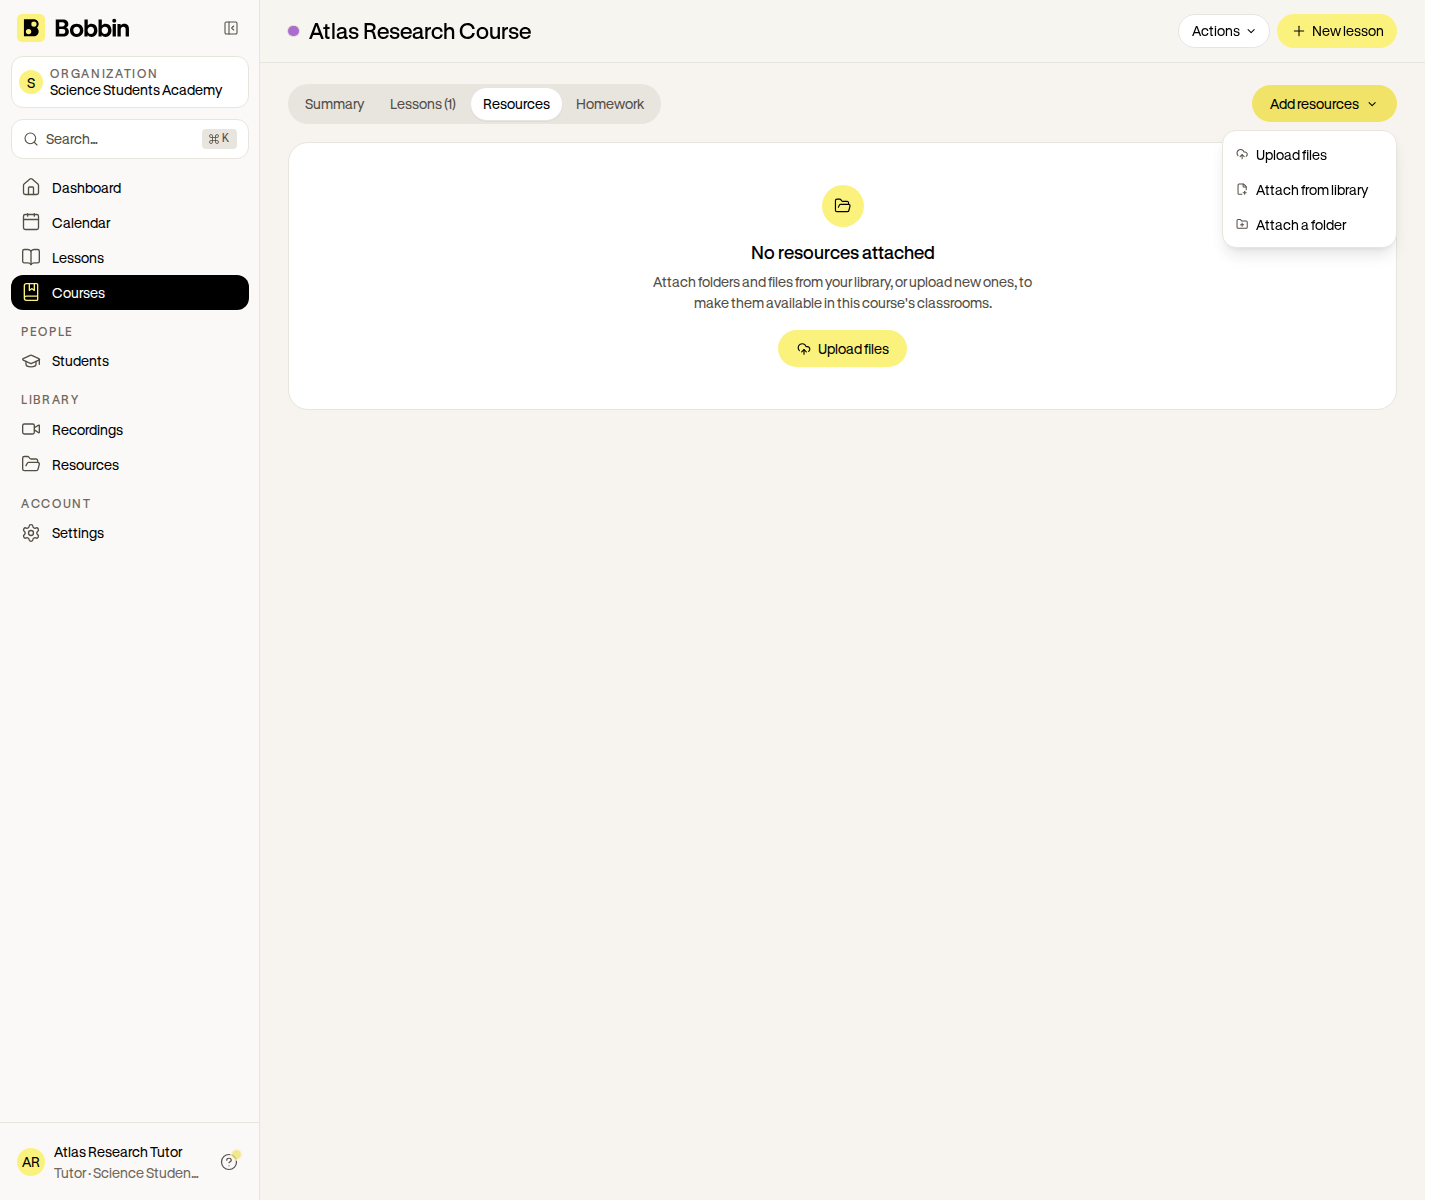 Bobbin
ORGANIZATION
S
Science Students Academy
Search...
⌘ K
Dashboard
Calendar
Lessons
Courses
PEOPLE
Students
LIBRARY
Recordings
Resources
ACCOUNT
Settings
AR
Atlas Research Tutor
Tutor · Science Studen...
Atlas Research Course
Actions
New lesson
Summary
Lessons (1)
Resources
Homework
Add resources
Upload files
Attach from library
Attach a folder
No resources attached
Attach folders and files from your library, or upload new ones, to
make them available in this course's classrooms.
Upload files